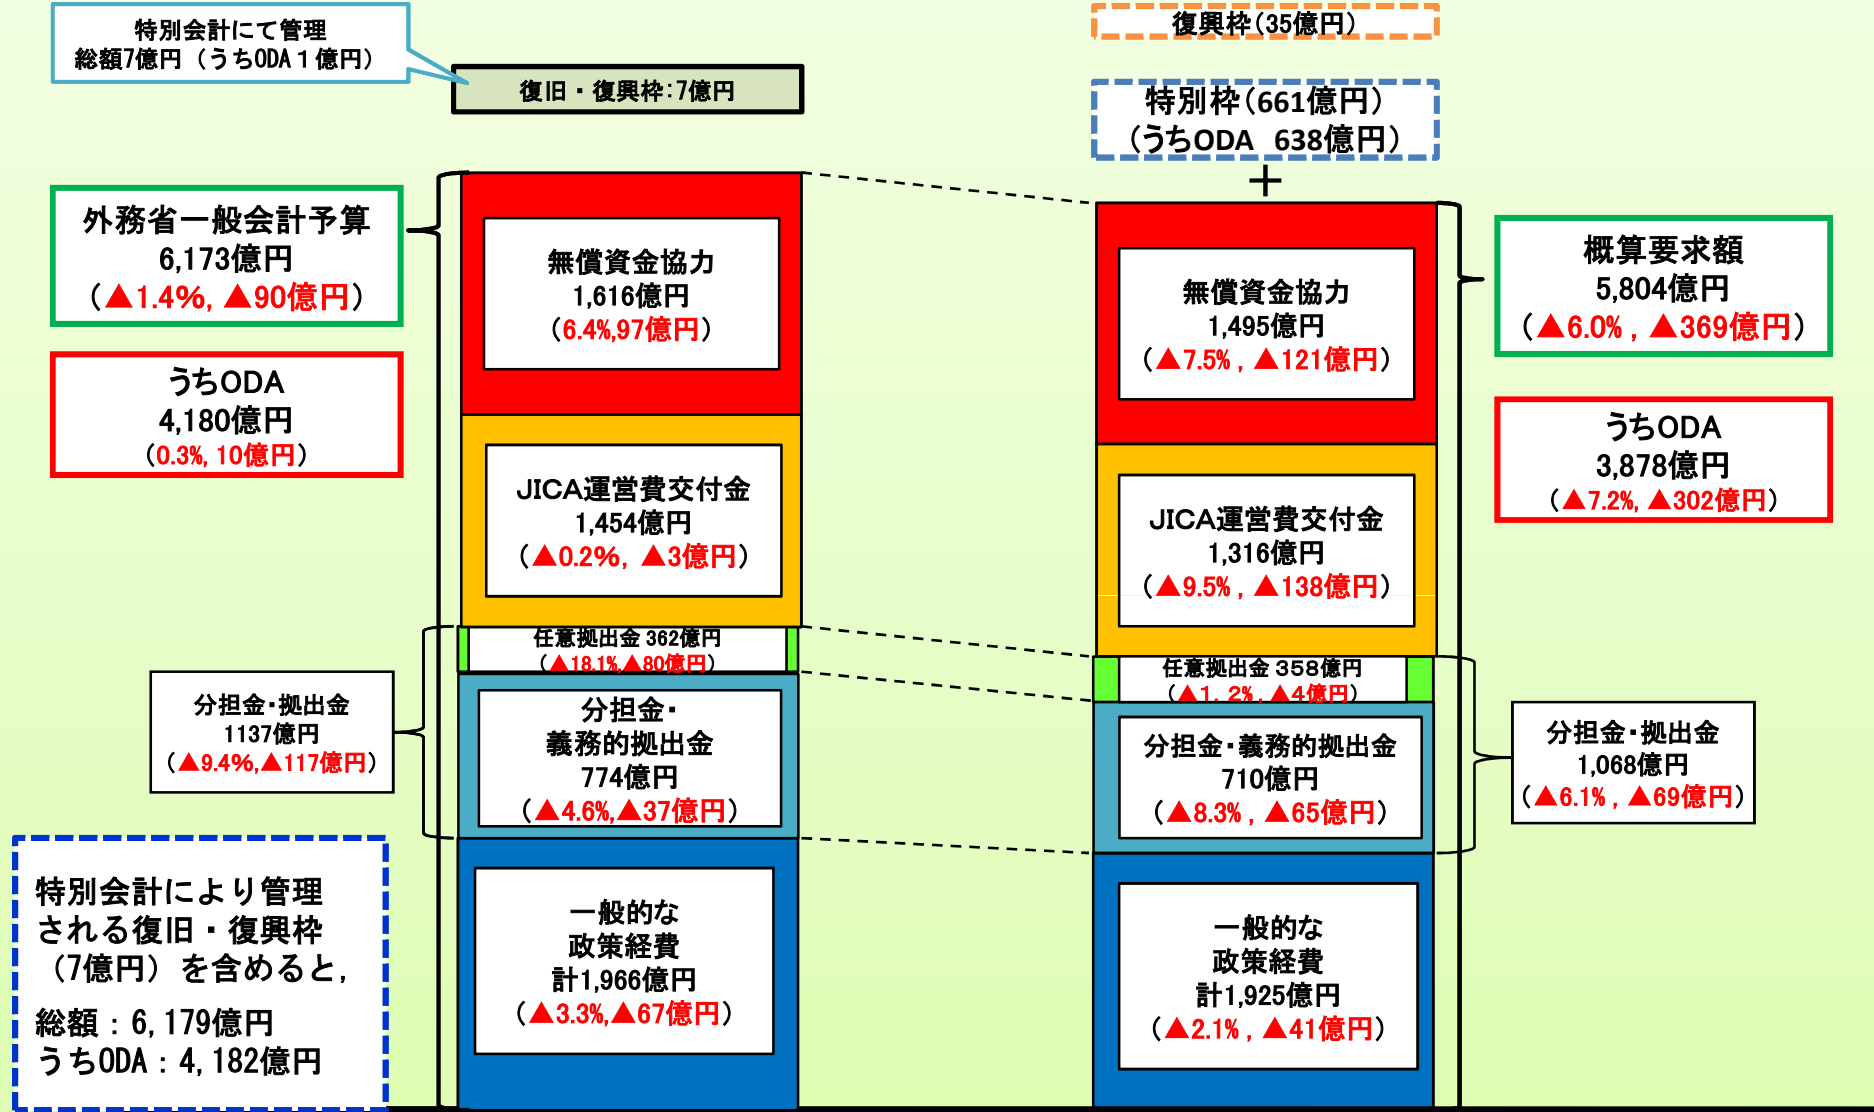 特別会計にて管理
総額7億円（うちODA１億円）
復旧・復興枠：7億円
外務省一般会計予算
6,173億円
（▲1.4％, ▲90億円）
うちODA
4,180億円
（0.3%, 10億円）
無償資金協力
1,616億円
（6.4%,97億円）
JICA運営費交付金
1,454億円
（▲0.2％, ▲3億円）
任意拠出金 362億円
（▲18.1%,▲80億円）
分担金・拠出金
1137億円
（▲9.4％,▲117億円）
分担金・
義務的拠出金
774億円
（▲4.6%,▲37億円）
一般的な
政策経費
計1,966億円
（▲3.3%,▲67億円）
特別会計により管理
される復旧・復興枠
（7億円）を含めると,
総額：6,179億円
うちODA：4,182億円
復興枠（35億円）
特別枠（661億円）
（うちODA　638億円）
＋
無償資金協力
1,495億円
（▲7.5% , ▲121億円）
JICA運営費交付金
1,316億円
（▲9.5% , ▲138億円）
任意拠出金 358億円
（▲1．2% , ▲4億円）
分担金・義務的拠出金
710億円
（▲8.3% , ▲65億円）
一般的な
政策経費
計1,925億円
（▲2.1% , ▲41億円）
概算要求額
5,804億円
（▲6.0% , ▲369億円）
うちODA
3,878億円
（▲7.2%, ▲302億円）
分担金・拠出金
1,068億円
（▲6.1% , ▲69億円）